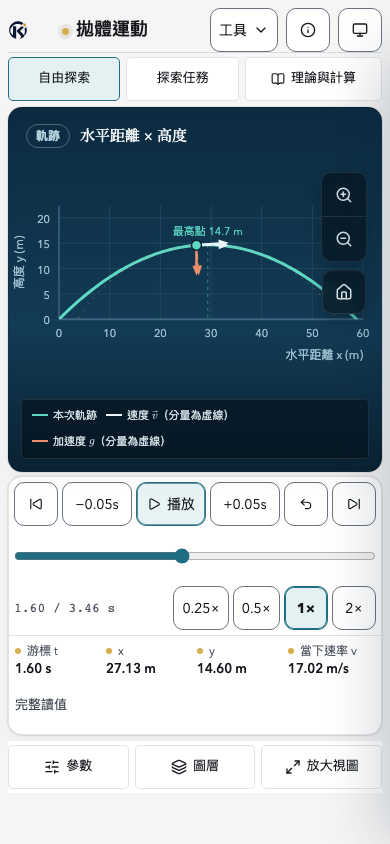 拋體運動
工具
自由探索
探索任務
理論與計算
軌跡 水平距離 × 高度
最高點 14.7 m
高度 y (m)
20
15
10
5
0
0 10 20 30 40 50 60
水平距離 x (m)
本次軌跡 速度 v⃗ (分量為虛線)
加速度 g (分量為虛線)
−0.05s 播放 +0.05s
1.60 / 3.46 s
0.25× 0.5× 1× 2×
游標 t x y 當下速率 v
1.60 s 27.13 m 14.60 m 17.02 m/s
完整讀值
參數 圖層 放大視圖